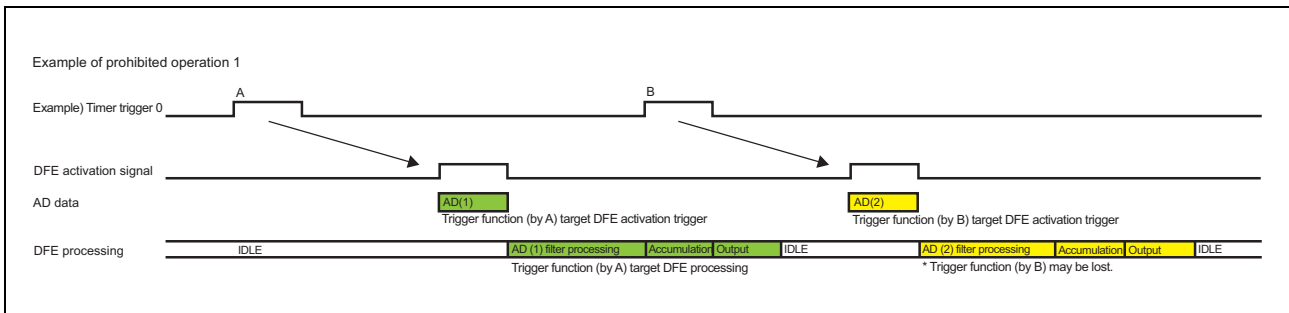 Example of prohibited operation 1
A
B
Example) Timer trigger 0
DFE activation signal
AD data
AD(1)
AD(2)
Trigger function (by A) target DFE activation trigger
Trigger function (by B) target DFE activation trigger
DFE processing
IDLE
AD (1) filter processing
Accumulation
Output
IDLE
AD (2) filter processing
Accumulation
Output
IDLE
Trigger function (by A) target DFE processing
* Trigger function (by B) may be lost.